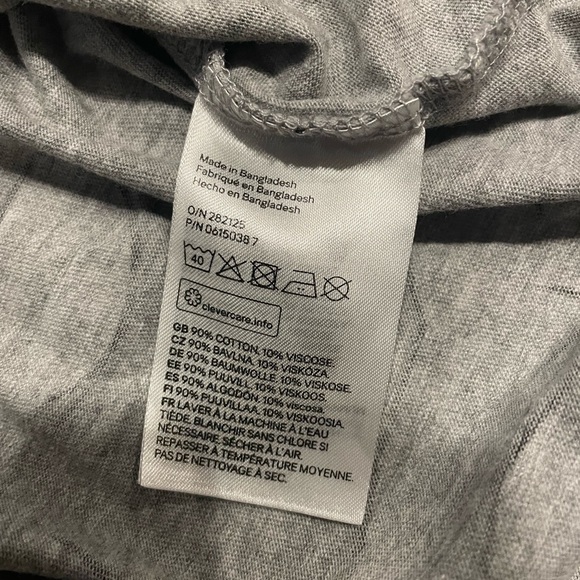 Made in Bangladesh
Fabriqué en Bangladesh
Hecho en Bangladesh
O/N 282125
P/N 06150387
40
clevercare.info
GB 90% COTTON, 10% VISCOSE.
CZ 90% BAVLNA, 10% VISKÓZA.
DE 90% BAUMWOLLE, 10% VISKOSE.
EE 90% PUUVILL, 10% VISKOOS.
ES 90% ALGODÓN, 10% viscosa.
FI 90% PUUVILLAA, 10% VISKOOSIA.
FR LAVER À LA MACHINE À L'EAU
TIÈDE. BLANCHIR SANS CHLORE SI
NÉCESSAIRE. SÉCHER À L'AIR.
REPASSER À TEMPÉRATURE MOYENNE.
PAS DE NETTOYAGE À SEC.